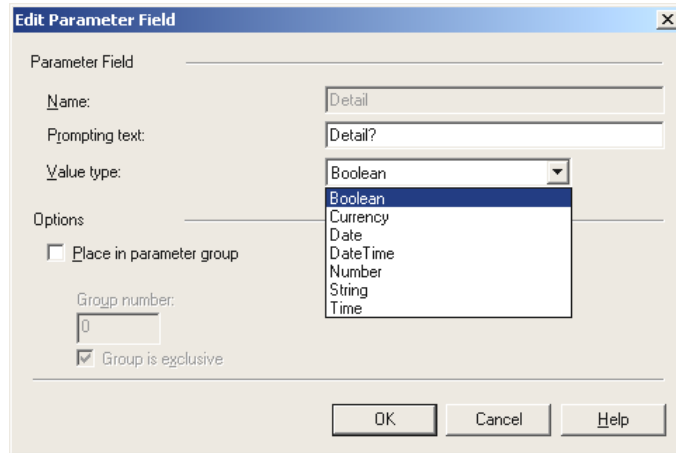 Edit Parameter Field
Parameter Field
Name:
Detail
Prompting text:
Detail?
Value type:
Boolean
Boolean
Currency
Date
DateTime
Number
String
Time
Options
Place in parameter group
Group number:
0
Group is exclusive
OK
Cancel
Help